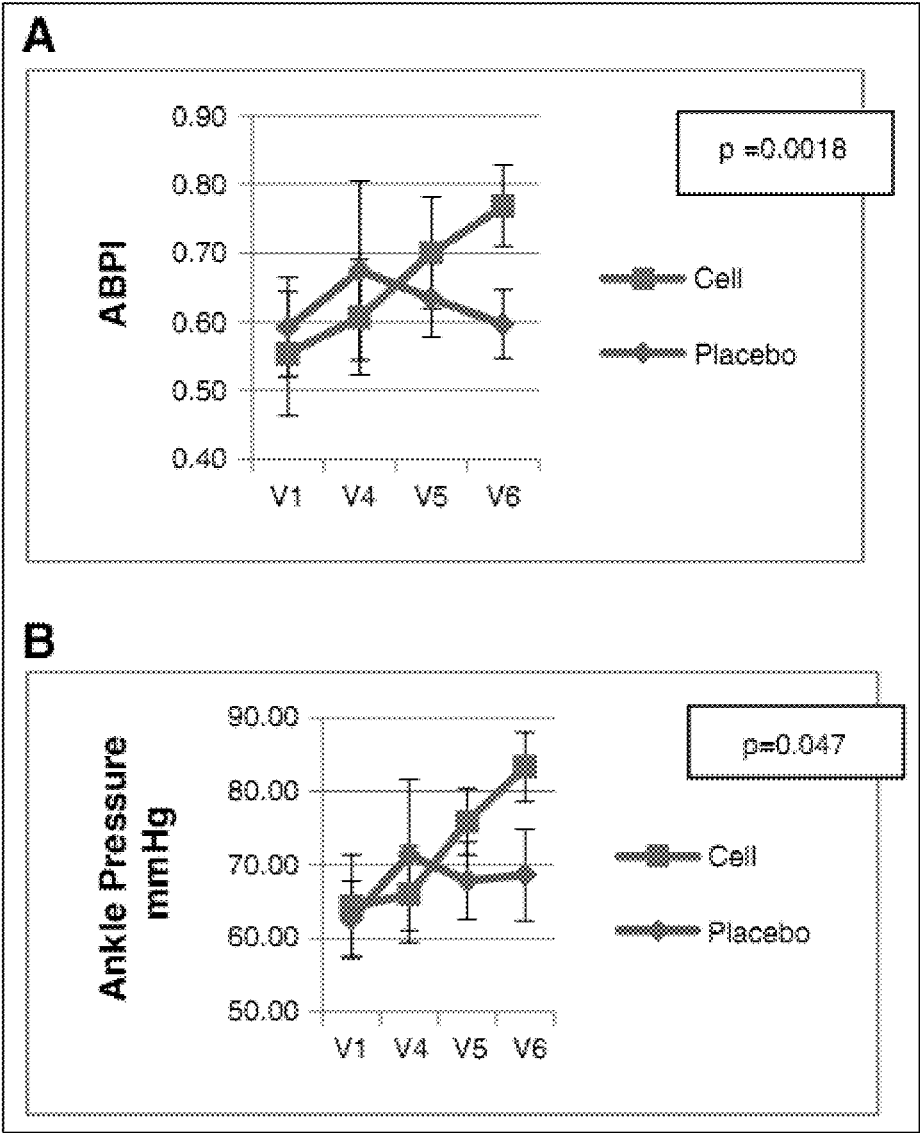 A
0.90
0.80
0.70
0.60
0.50
0.40
ABPI
V1 V4 V5 V6
p =0.0018
Cell
Placebo
B
90.00
80.00
70.00
60.00
50.00
Ankle Pressure
mmHg
V1 V4 V5 V6
p=0.047
Cell
Placebo